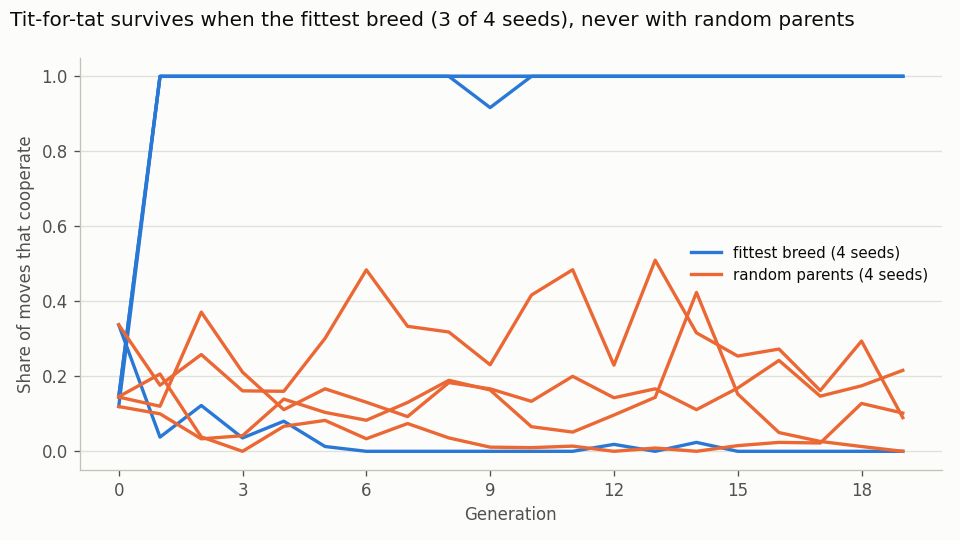 Tit-for-tat survives when the fittest breed (3 of 4 seeds), never with random parents
Share of moves that cooperate
1.0
0.8
0.6
0.4
0.2
0.0
fittest breed (4 seeds)
random parents (4 seeds)
0 3 6 9 12 15 18
Generation